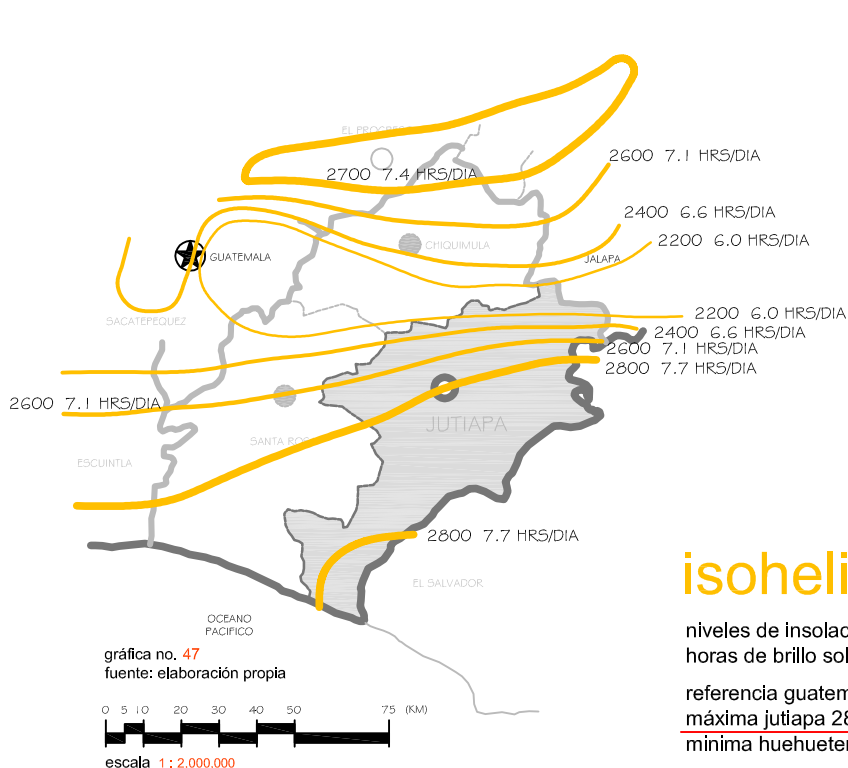 EL PROGRESO
2700 7.4 HRS/DIA
2600 7.1 HRS/DIA
2400 6.6 HRS/DIA
2200 6.0 HRS/DIA
CHIQUIMULA
JALAPA
GUATEMALA
SACATEPEQUEZ
2200 6.0 HRS/DIA
2400 6.6 HRS/DIA
2600 7.1 HRS/DIA
2800 7.7 HRS/DIA
2600 7.1 HRS/DIA
JUTIAPA
SANTA ROSA
ESCUINTLA
2800 7.7 HRS/DIA
EL SALVADOR
OCEANO
PACIFICO
gráfica no. 47
fuente: elaboración propia
0 5 10 20 30 40 50 75 (KM)
escala 1 : 2.000.000
isoheli
niveles de insolac
horas de brillo sol
referencia guatem
máxima jutiapa 28
minima huehueten